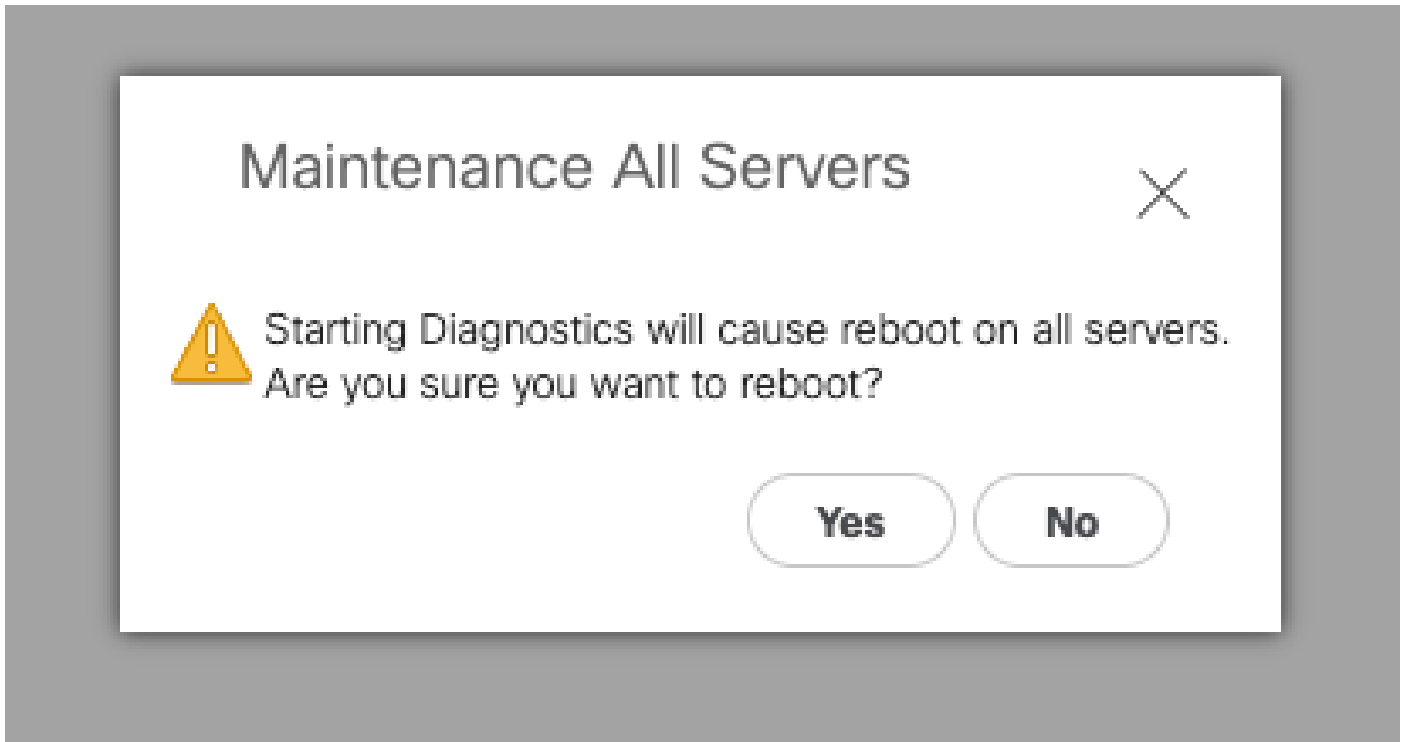 Maintenance All Servers
Starting Diagnostics will cause reboot on all servers.
Are you sure you want to reboot?
Yes No